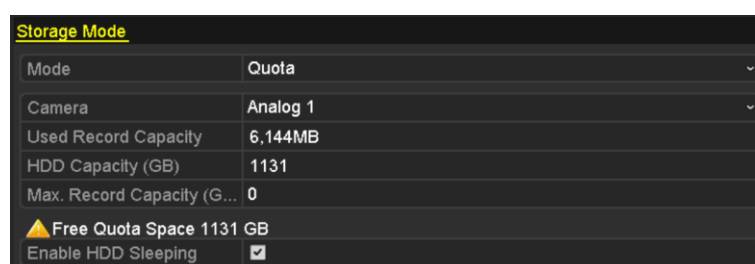 Storage Mode
Mode Quota
Camera Analog 1
Used Record Capacity 6,144MB
HDD Capacity (GB) 1131
Max. Record Capacity (G... 0
Free Quota Space 1131 GB
Enable HDD Sleeping